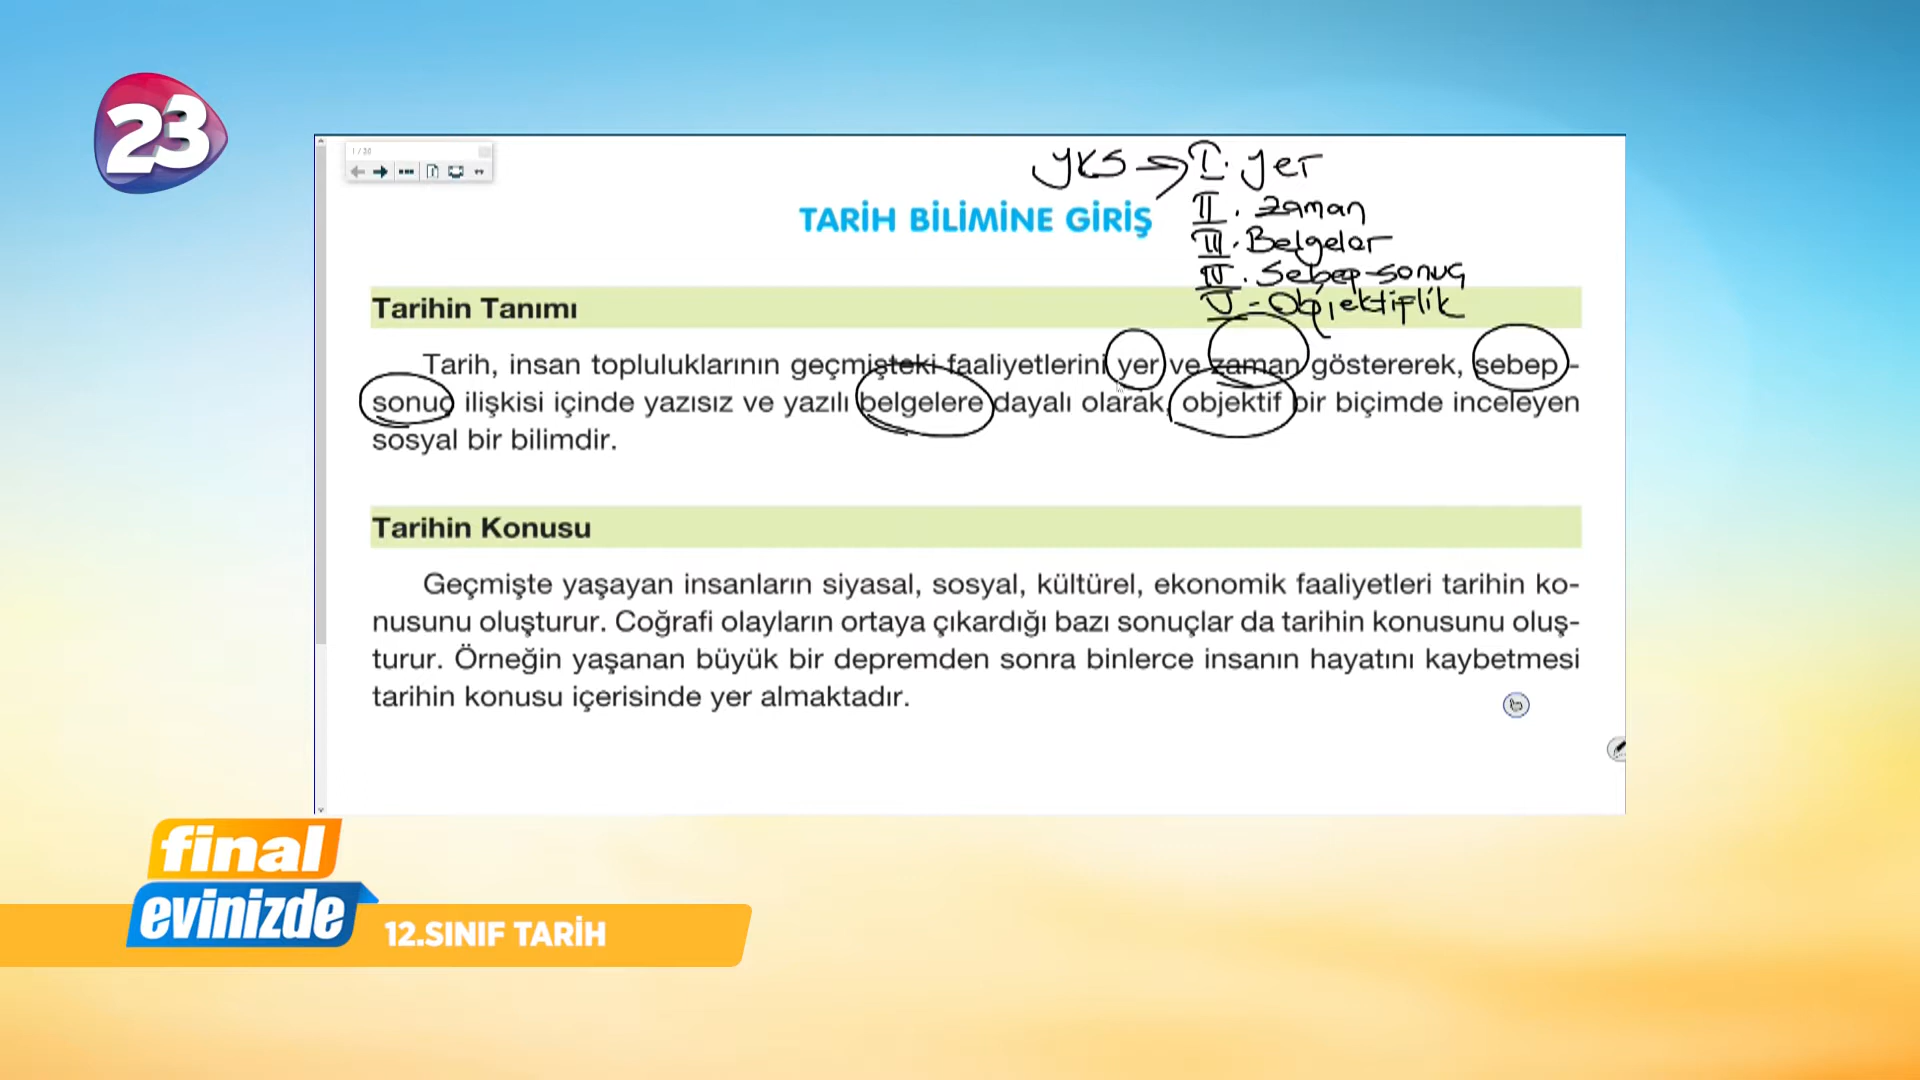 23
1 / 30
YKS → I. yer
II. Zaman
III. Belgeler
IV. Sebep-sonuç
V - Objektiflik
TARİH BİLİMİNE GİRİŞ
Tarihin Tanımı
Tarih, insan topluluklarının geçmişteki faaliyetlerini yer ve zaman göstererek, sebep -
sonuç ilişkisi içinde yazısız ve yazılı belgelere dayalı olarak, objektif bir biçimde inceleyen
sosyal bir bilimdir.
Tarihin Konusu
Geçmişte yaşayan insanların siyasal, sosyal, kültürel, ekonomik faaliyetleri tarihin ko-
nusunu oluşturur. Coğrafi olayların ortaya çıkardığı bazı sonuçlar da tarihin konusunu oluş-
turur. Örneğin yaşanan büyük bir depremden sonra binlerce insanın hayatını kaybetmesi
tarihin konusu içerisinde yer almaktadır.
final
evinizde
12.SINIF TARİH